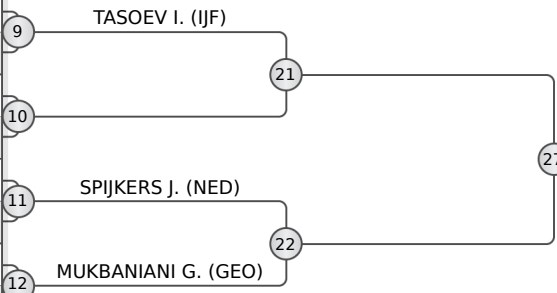 TASOEV I. (IJF)
9
21
10
27
SPIJKERS J. (NED)
11
22
MUKBANIANI G. (GEO)
12